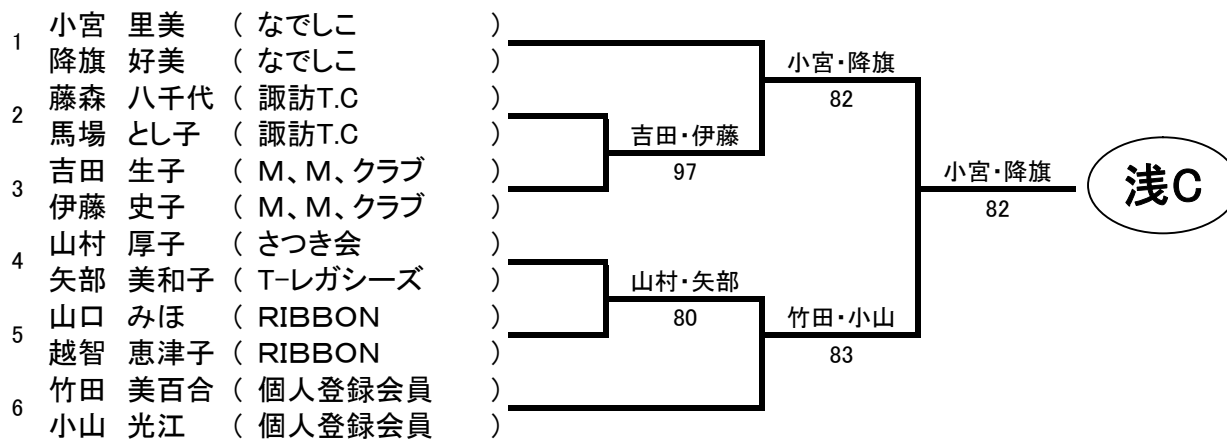 1
小宮 里美 ( なでしこ )
降旗 好美 ( なでしこ )
2
藤森 八千代 ( 諏訪T.C )
馬場 とし子 ( 諏訪T.C )
3
吉田 生子 ( M、M、クラブ )
伊藤 史子 ( M、M、クラブ )
4
山村 厚子 ( さつき会 )
矢部 美和子 ( T-レガシーズ )
5
山口 みほ ( RIBBON )
越智 恵津子 ( RIBBON )
6
竹田 美百合 ( 個人登録会員 )
小山 光江 ( 個人登録会員 )
吉田・伊藤
97
山村・矢部
80
小宮・降旗
82
竹田・小山
83
小宮・降旗
82
浅C